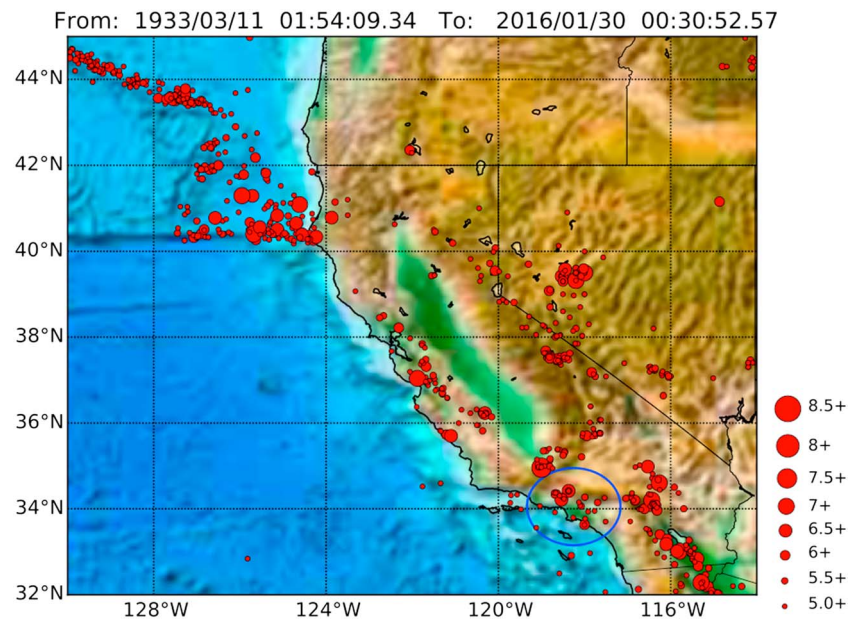 From: 1933/03/11 01:54:09.34 To: 2016/01/30 00:30:52.57
44°N
42°N
40°N
38°N
36°N
34°N
32°N
128°W 124°W 120°W 116°W
8.5+
8+
7.5+
7+
6.5+
6+
5.5+
5.0+